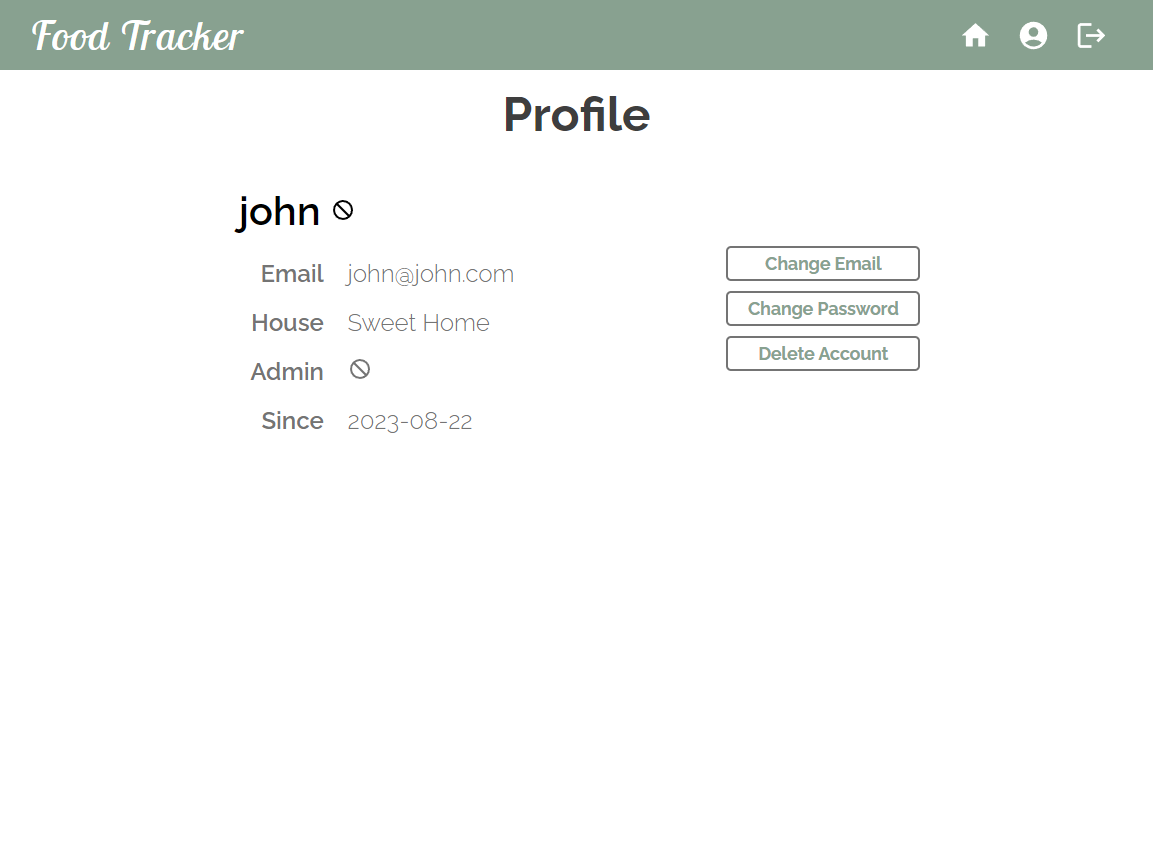 Food Tracker
Profile
john
Email john@john.com
House Sweet Home
Admin
Since 2023-08-22
Change Email
Change Password
Delete Account